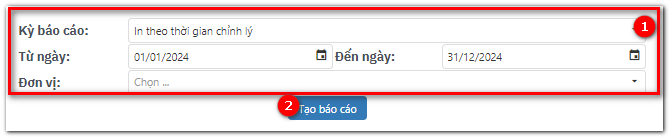 Kỳ báo cáo: In theo thời gian chỉnh lý 1
Từ ngày: 01/01/2024 Đến ngày: 31/12/2024
Đơn vị: Chọn ...
2 Tạo báo cáo